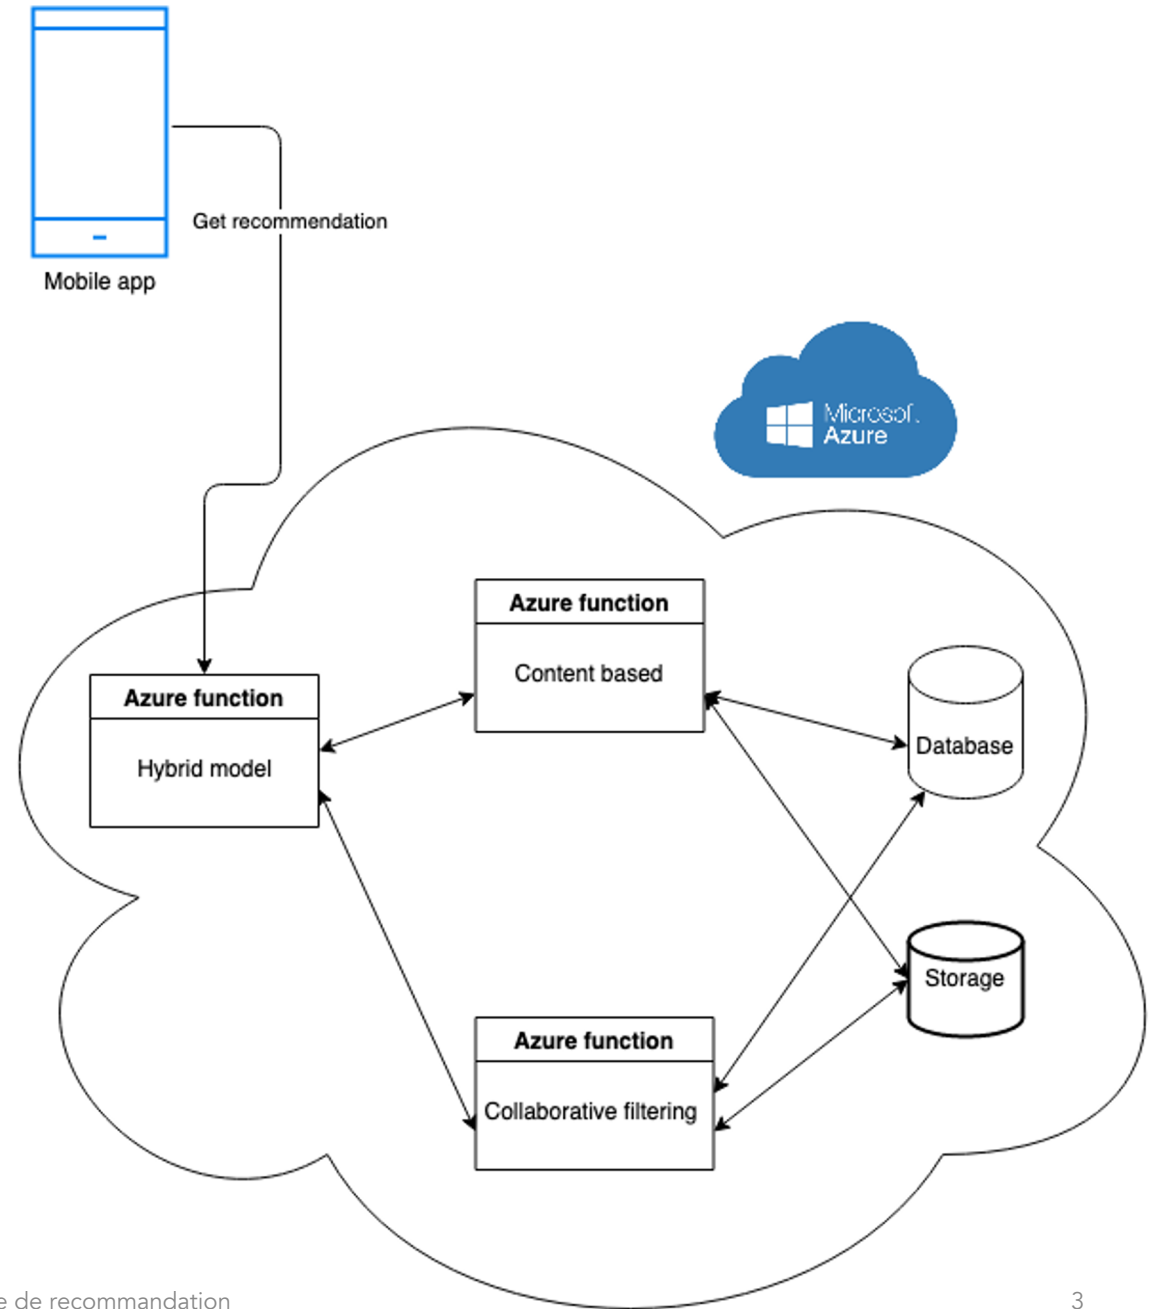 Get recommendation
Mobile app
Microsoft
Azure
Azure function
Content based
Azure function
Hybrid model
Database
Storage
Azure function
Collaborative filtering
e de recommandation
3